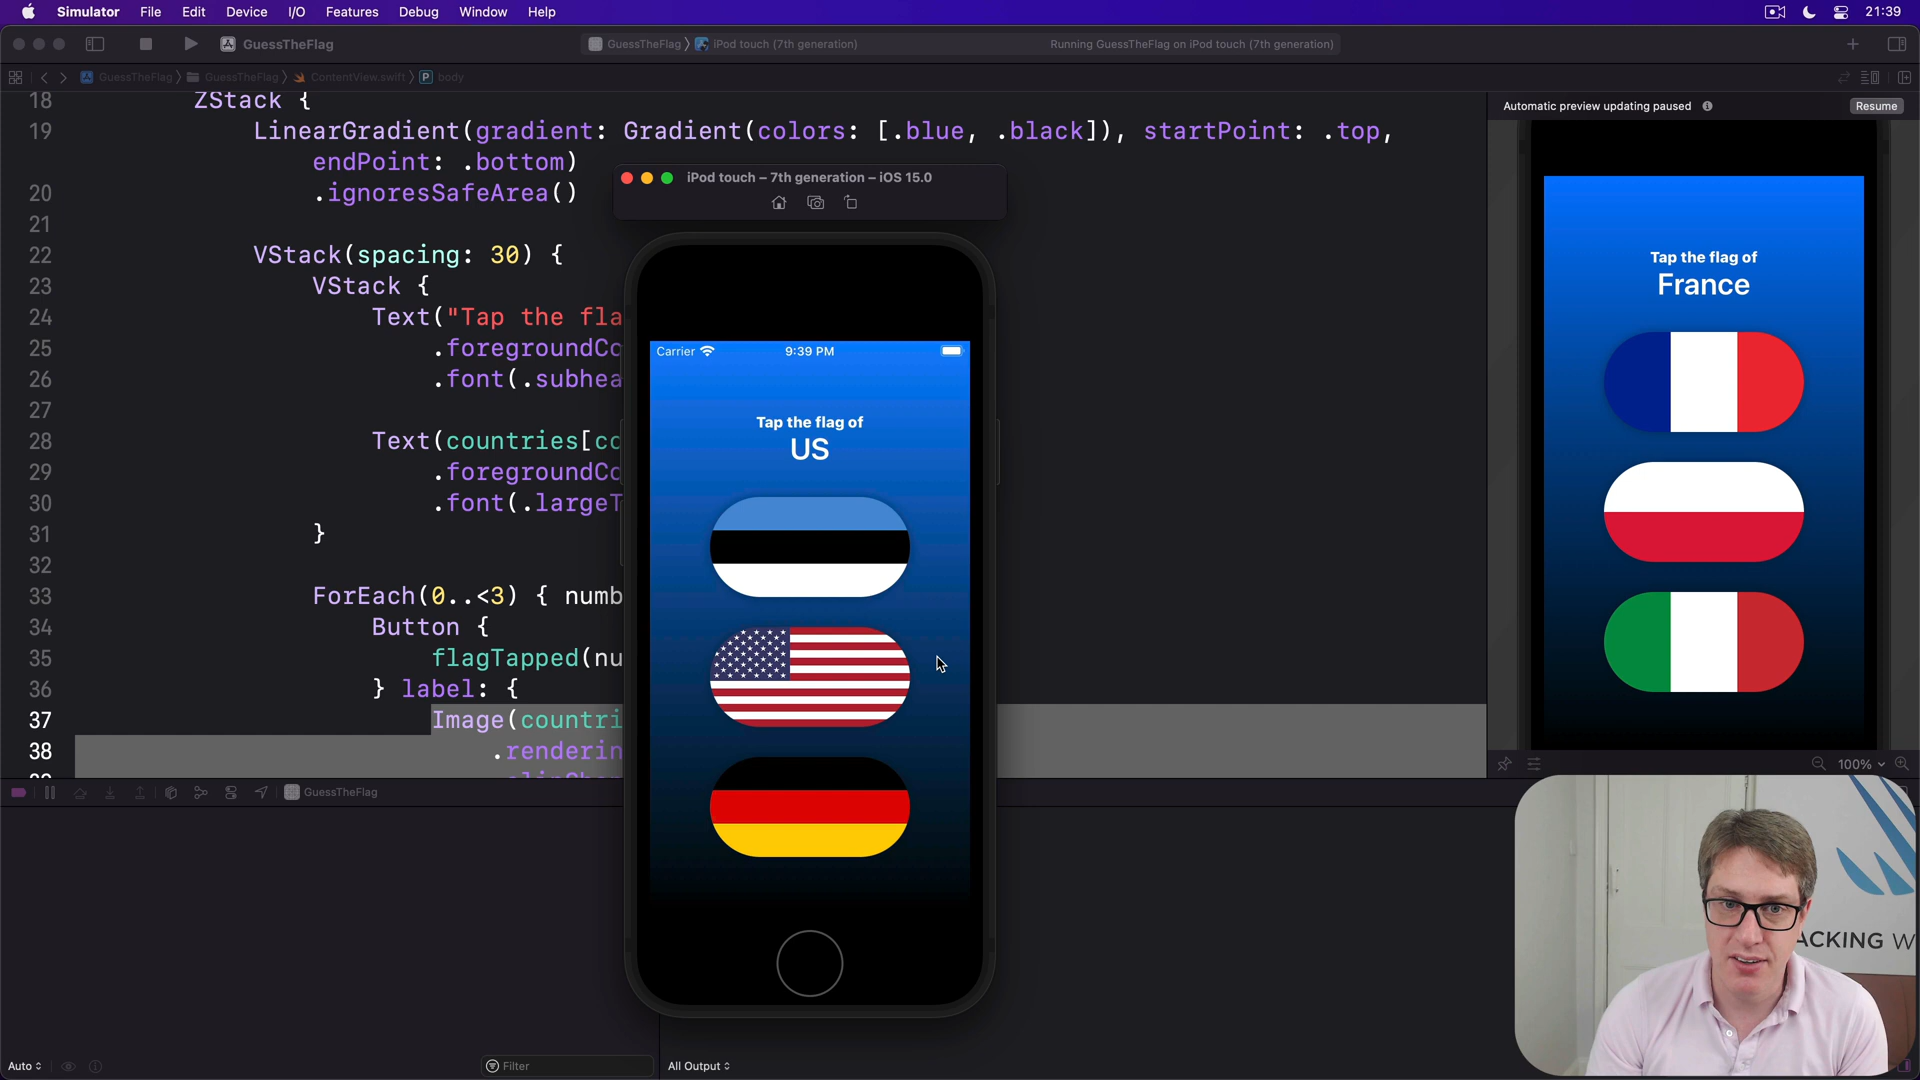 Simulator File Edit Device I/O Features Debug Window Help 21:39
GuessTheFlag GuessTheFlag iPod touch (7th generation) Running GuessTheFlag on iPod touch (7th generation)
GuessTheFlag GuessTheFlag ContentView.swift P body
18 ZStack {
19 LinearGradient(gradient: Gradient(colors: [.blue, .black]), startPoint: .top,
endPoint: .bottom)
20 .ignoresSafeArea()
21
22 VStack(spacing: 30) {
23 VStack {
24 Text("Tap the fla
25 .foregroundCo
26 .font(.subhea
27
28 Text(countries[co
29 .foregroundCo
30 .font(.largeT
31 }
32
33 ForEach(0..<3) { numb
34 Button {
35 flagTapped(nu
36 } label: {
37 Image(countri
38 .renderin
iPod touch – 7th generation – iOS 15.0
Carrier 9:39 PM
Tap the flag of
US
Automatic preview updating paused Resume
Tap the flag of
France
100%
GuessTheFlag
ACKING W
Auto Filter All Output